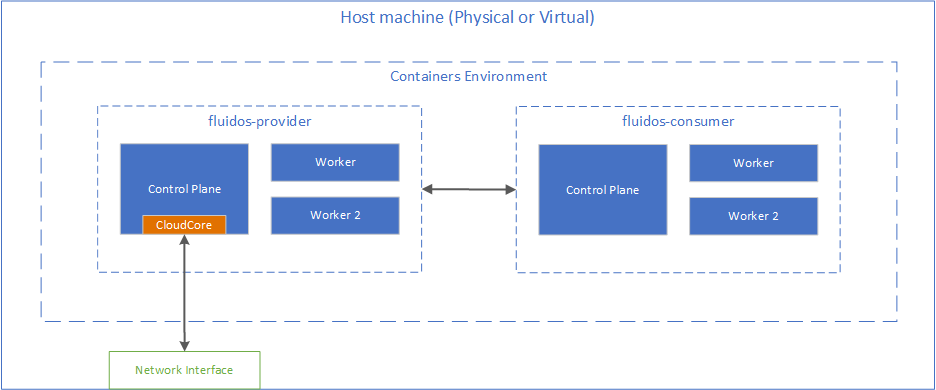 Host machine (Physical or Virtual)
Containers Environment
fluidos-provider
Control Plane
CloudCore
Worker
Worker 2
fluidos-consumer
Control Plane
Worker
Worker 2
Network Interface